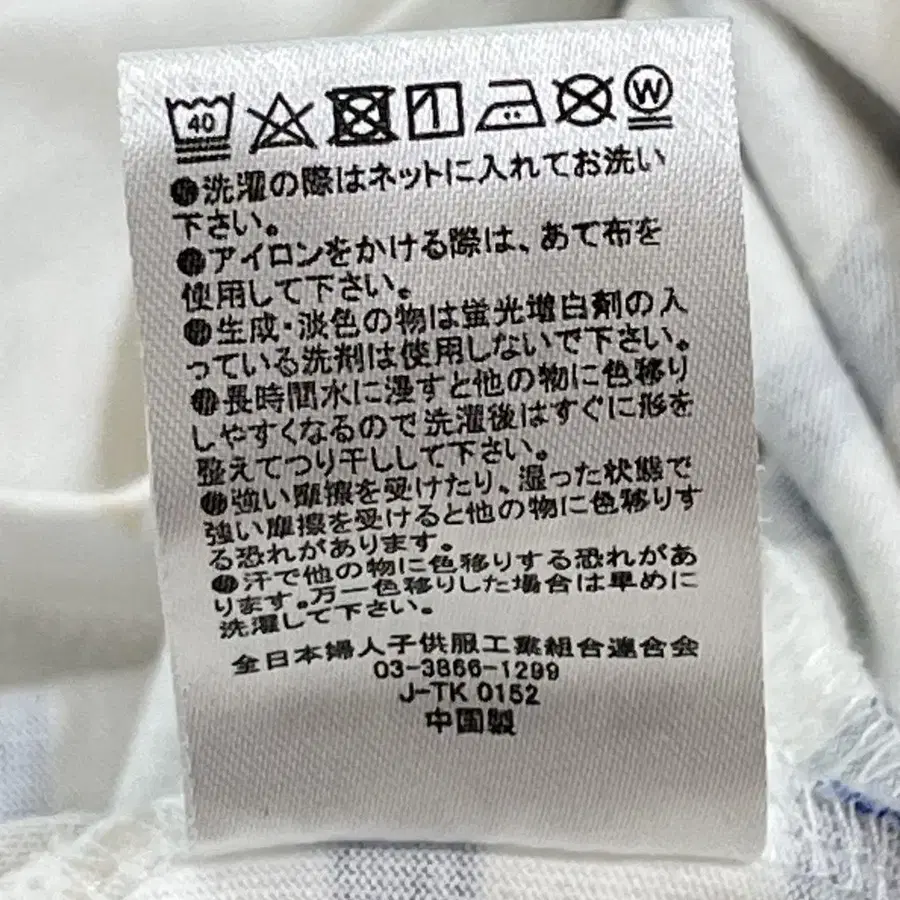 40 W
●洗濯の際はネットに入れてお洗い
下さい。
●アイロンをかける際は、あて布を
使用して下さい。
●生成・淡色の物は蛍光増白剤の入
っている洗剤は使用しないで下さい。
●長時間水に浸すと他の物に色移り
しやすくなるので洗濯後はすぐに形を
整えてつり干しして下さい。
●強い摩擦を受けたり、湿った状態で
強い摩擦を受けると他の物に色移りす
る恐れがあります。
●汗で他の物に色移りする恐れがあ
ります。万一色移りした場合は早めに
洗濯して下さい。
全日本婦人子供服工業組合連合会
03-3866-1299
J-TK 0152
中国製